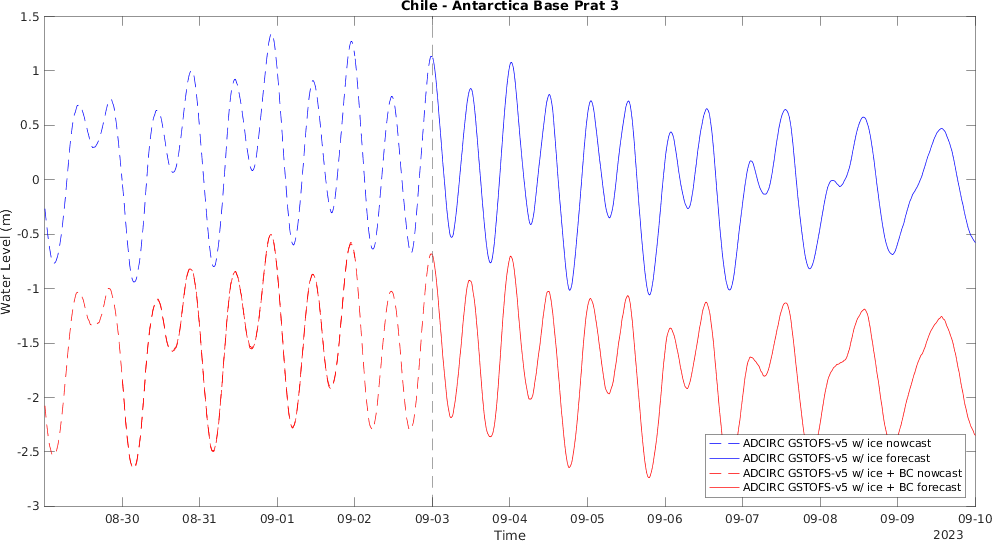 Chile - Antarctica Base Prat 3
1.5
1
0.5
0
-0.5
-1
-1.5
-2
-2.5
-3
Water Level (m)
ADCIRC GSTOFS-v5 w/ ice nowcast
ADCIRC GSTOFS-v5 w/ ice forecast
ADCIRC GSTOFS-v5 w/ ice + BC nowcast
ADCIRC GSTOFS-v5 w/ ice + BC forecast
08-30 08-31 09-01 09-02 09-03 09-04 09-05 09-06 09-07 09-08 09-09 09-10
Time
2023